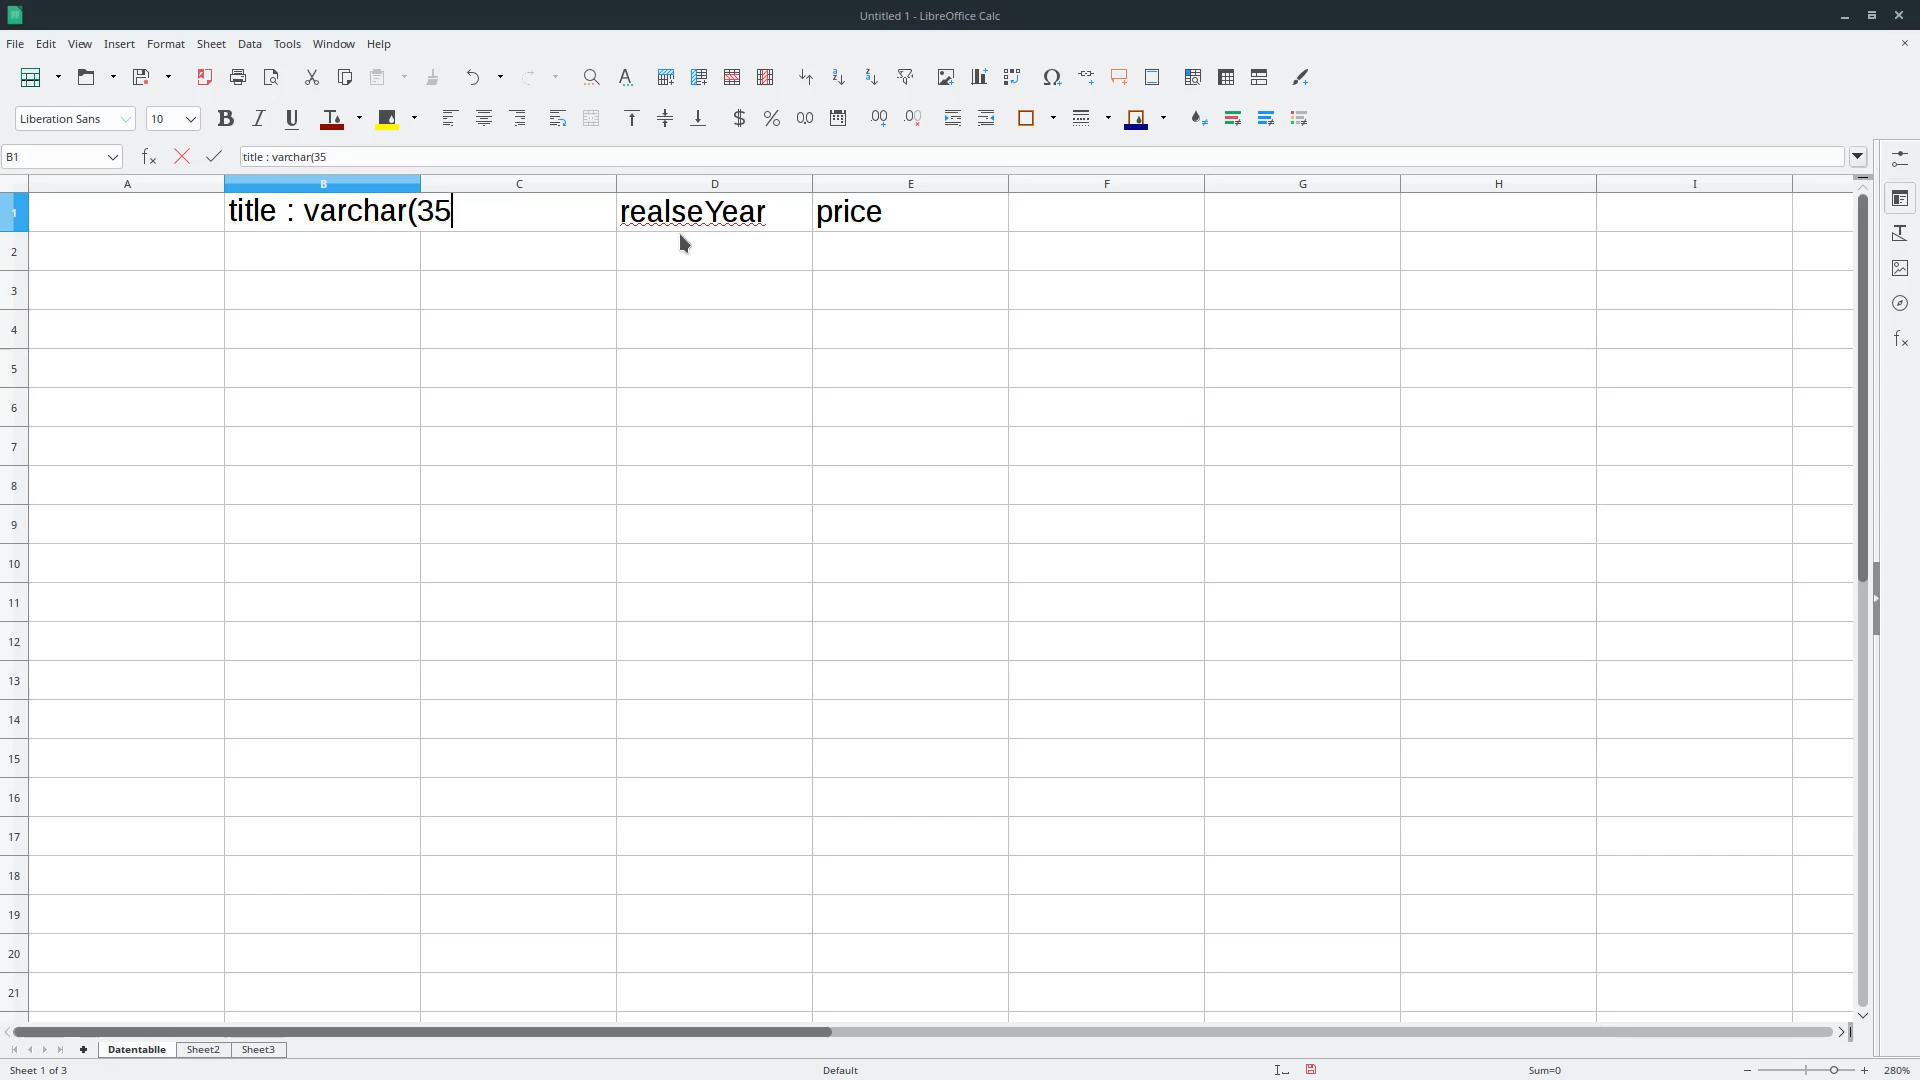 Untitled 1 - LibreOffice Calc
File Edit View Insert Format Sheet Data Tools Window Help
Liberation Sans 10
B1 title : varchar(35
A B C D E F G H I
1 title : varchar(35 realseYear price
2
3
4
5
6
7
8
9
10
11
12
13
14
15
16
17
18
19
20
21
Datentablle Sheet2 Sheet3
Sheet 1 of 3 Default Sum=0 280%